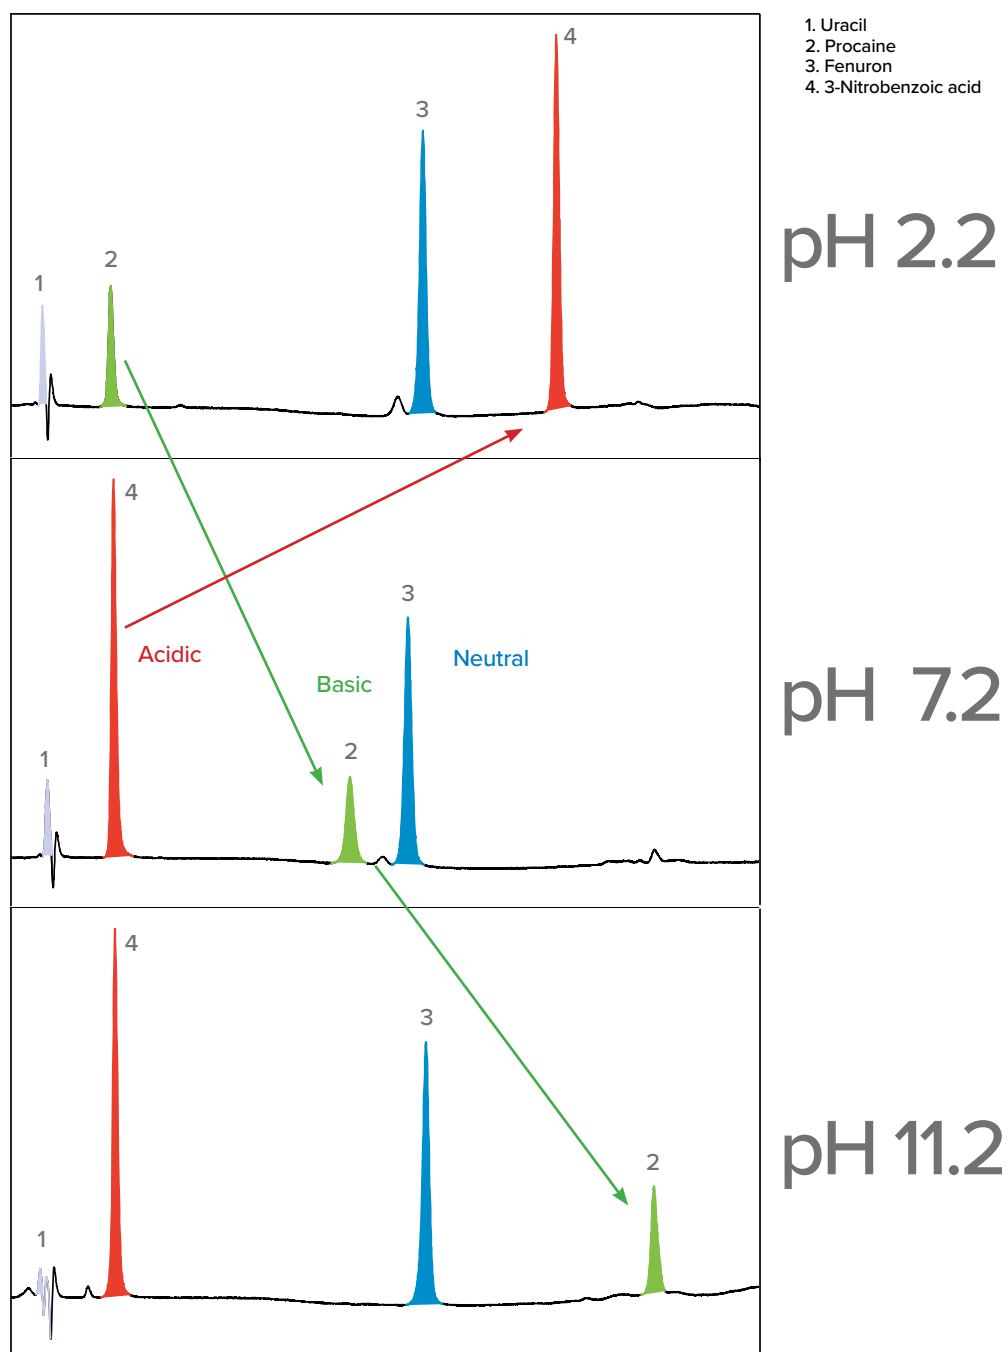 1. Uracil
2. Procaine
3. Fenuron
4. 3-Nitrobenzoic acid
4
3
2
1
pH 2.2
4
Acidic
3
Neutral
Basic
2
1
pH 7.2
4
3
2
1
pH 11.2